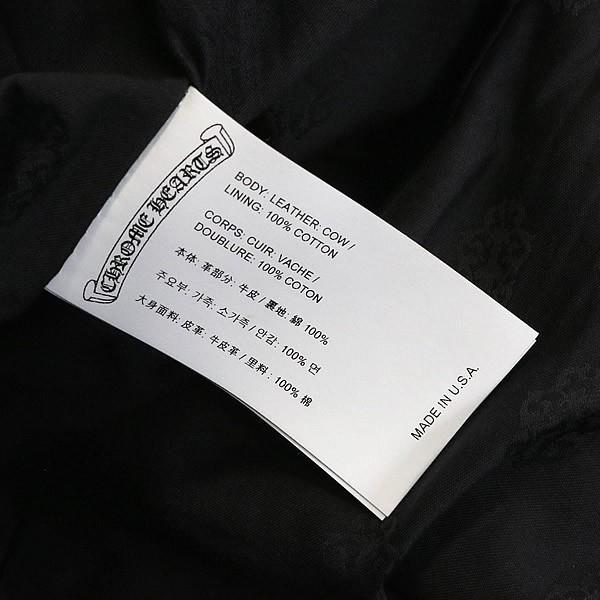 CHROME HEARTS
BODY: LEATHER: COW /
LINING: 100% COTTON
CORPS: CUIR: VACHE /
DOUBLURE: 100% COTON
本体: 革部分: 牛皮 / 裏地: 綿 100%
주요부: 가죽: 소가죽 / 안감: 100% 면
大身面料: 皮革: 牛皮革 / 里料: 100% 棉
MADE IN U.S.A.